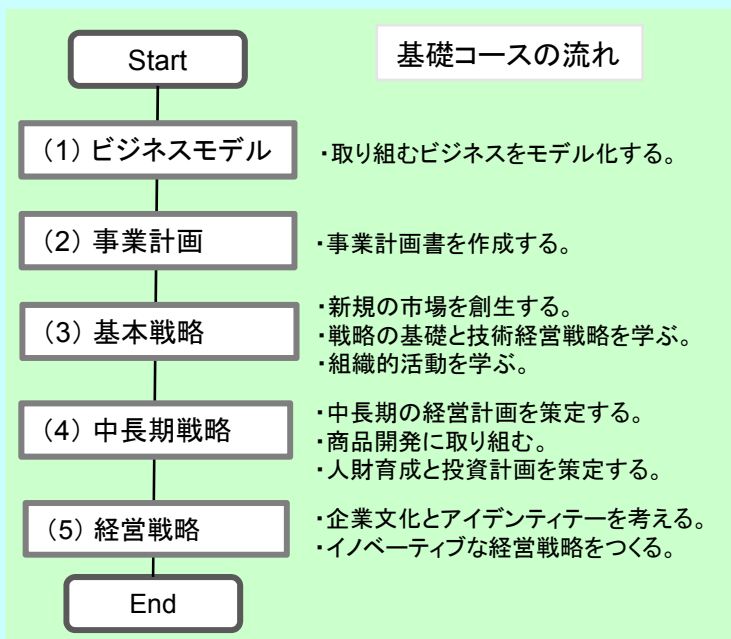 Start
基礎コースの流れ
(1) ビジネスモデル
・取り組むビジネスをモデル化する。
(2) 事業計画
・事業計画書を作成する。
(3) 基本戦略
・新規の市場を創生する。
・戦略の基礎と技術経営戦略を学ぶ。
・組織的活動を学ぶ。
(4) 中長期戦略
・中長期の経営計画を策定する。
・商品開発に取り組む。
・人財育成と投資計画を策定する。
(5) 経営戦略
・企業文化とアイデンティテーを考える。
・イノベーティブな経営戦略をつくる。
End